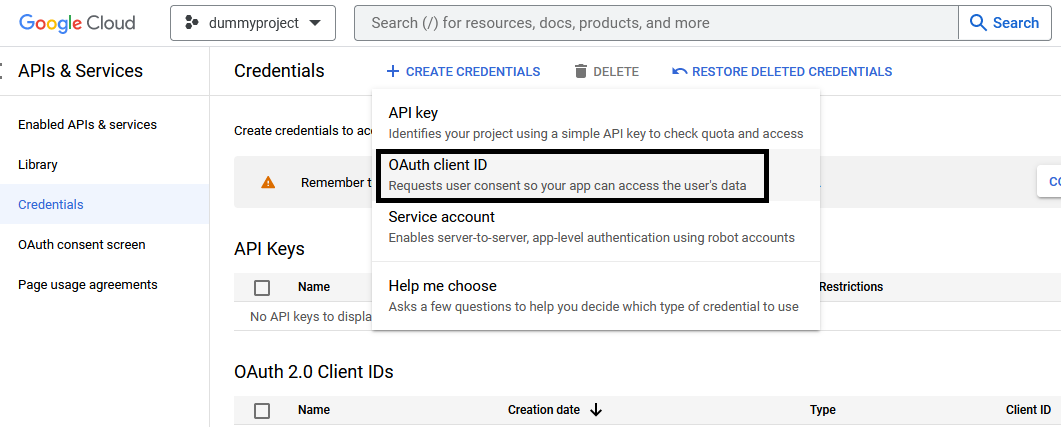 Google Cloud
dummyproject
Search (/) for resources, docs, products, and more
Search
APIs & Services
Credentials
CREATE CREDENTIALS
DELETE
RESTORE DELETED CREDENTIALS
Enabled APIs & services
Library
Credentials
OAuth consent screen
Page usage agreements
Create credentials to acc
Remember t
API key
Identifies your project using a simple API key to check quota and access
OAuth client ID
Requests user consent so your app can access the user's data
Service account
Enables server-to-server, app-level authentication using robot accounts
Help me choose
Asks a few questions to help you decide which type of credential to use
CO
API Keys
Name
Restrictions
No API keys to displa
OAuth 2.0 Client IDs
Name
Creation date
Type
Client ID